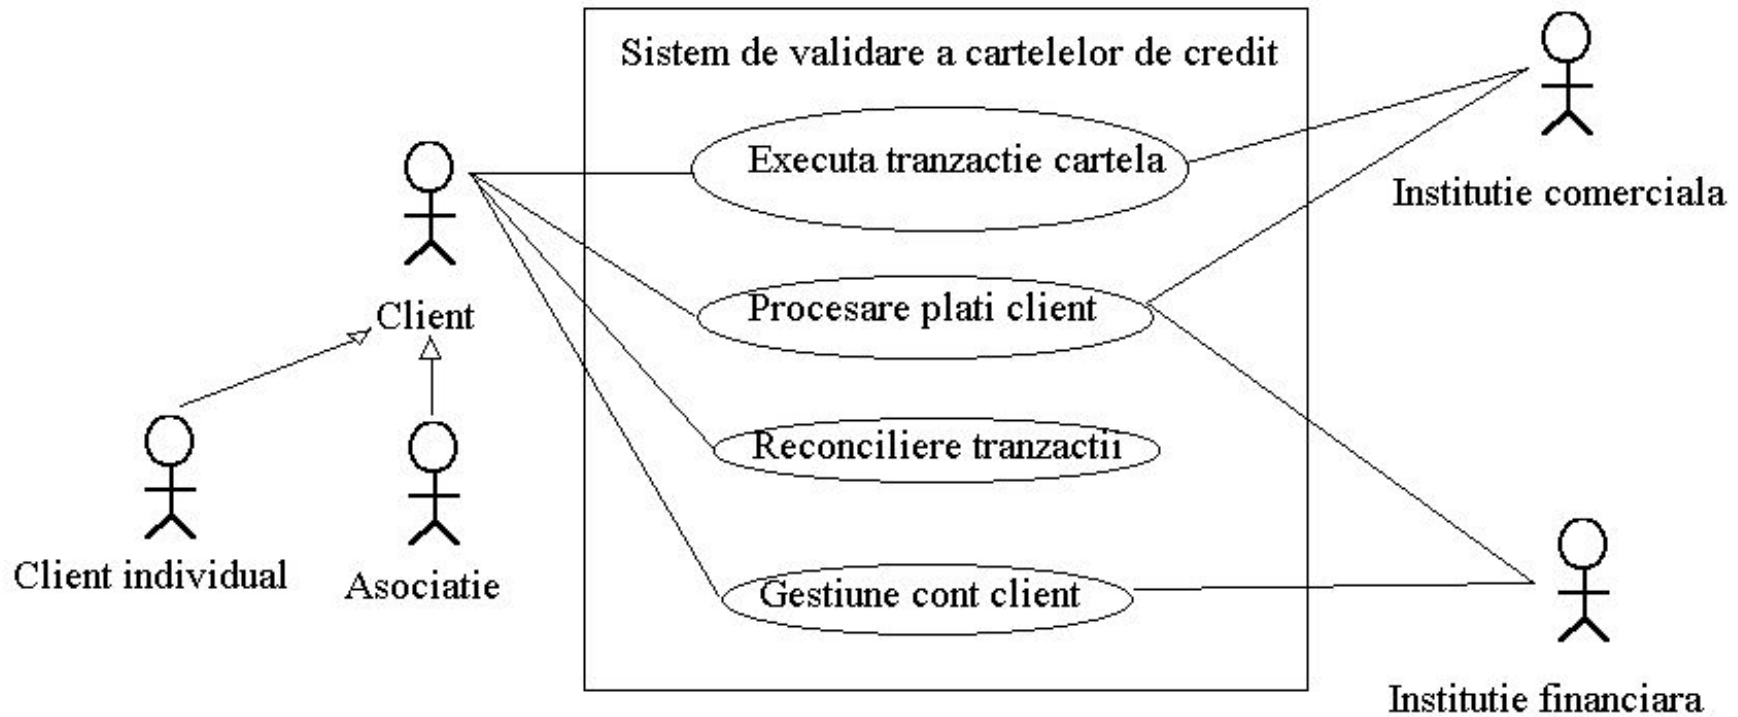 Sistem de validare a cartelelor de credit
Executa tranzactie cartela
Institutie comerciala
Procesare plati client
Client
Reconciliere tranzactii
Client individual
Asociatie
Gestiune cont client
Institutie financiara